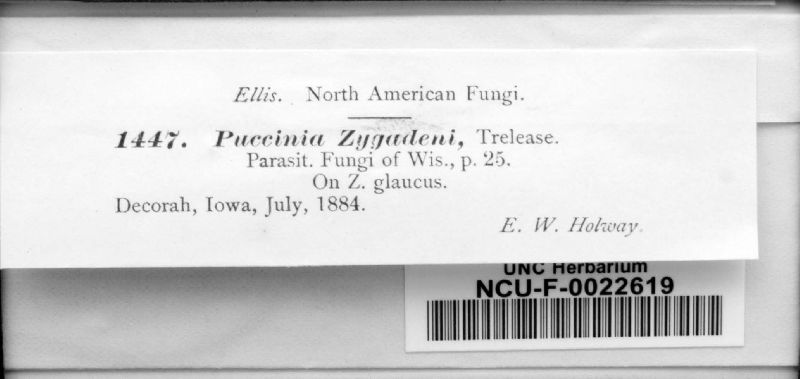 Ellis. North American Fungi.
1447. Puccinia Zygadeni, Trelease.
Parasit. Fungi of Wis., p. 25.
On Z. glaucus.
Decorah, Iowa, July, 1884.
E. W. Holway.
UNC Herbarium
NCU-F-0022619